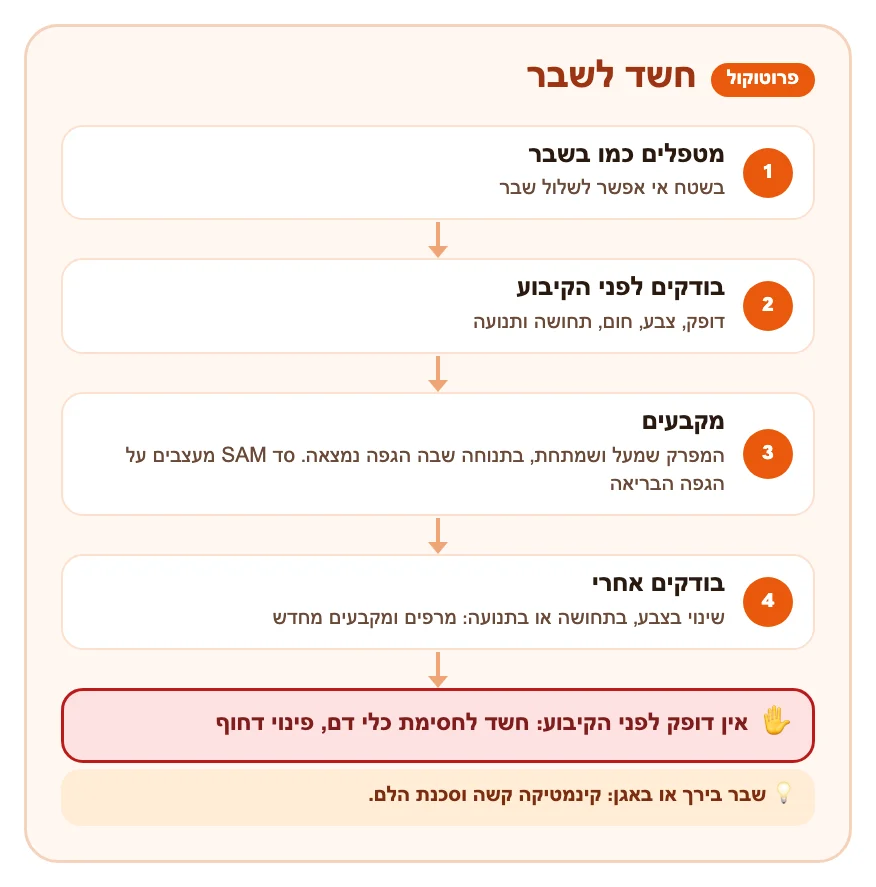 פרוטוקול חשד לשבר
1 מטפלים כמו בשבר
בשטח אי אפשר לשלול שבר
2 בודקים לפני הקיבוע
דופק, צבע, חום, תחושה ותנועה
3 מקבעים
המפרק שמעל ושמתחת, בתנוחה שבה הגפה נמצאה. סד SAM מעצבים על
הגפה הבריאה
4 בודקים אחרי
שינוי בצבע, בתחושה או בתנועה: מרפים ומקבעים מחדש
אין דופק לפני הקיבוע: חשד לחסימת כלי דם, פינוי דחוף
שבר בירך או באגן: קינמטיקה קשה וסכנת הלם.